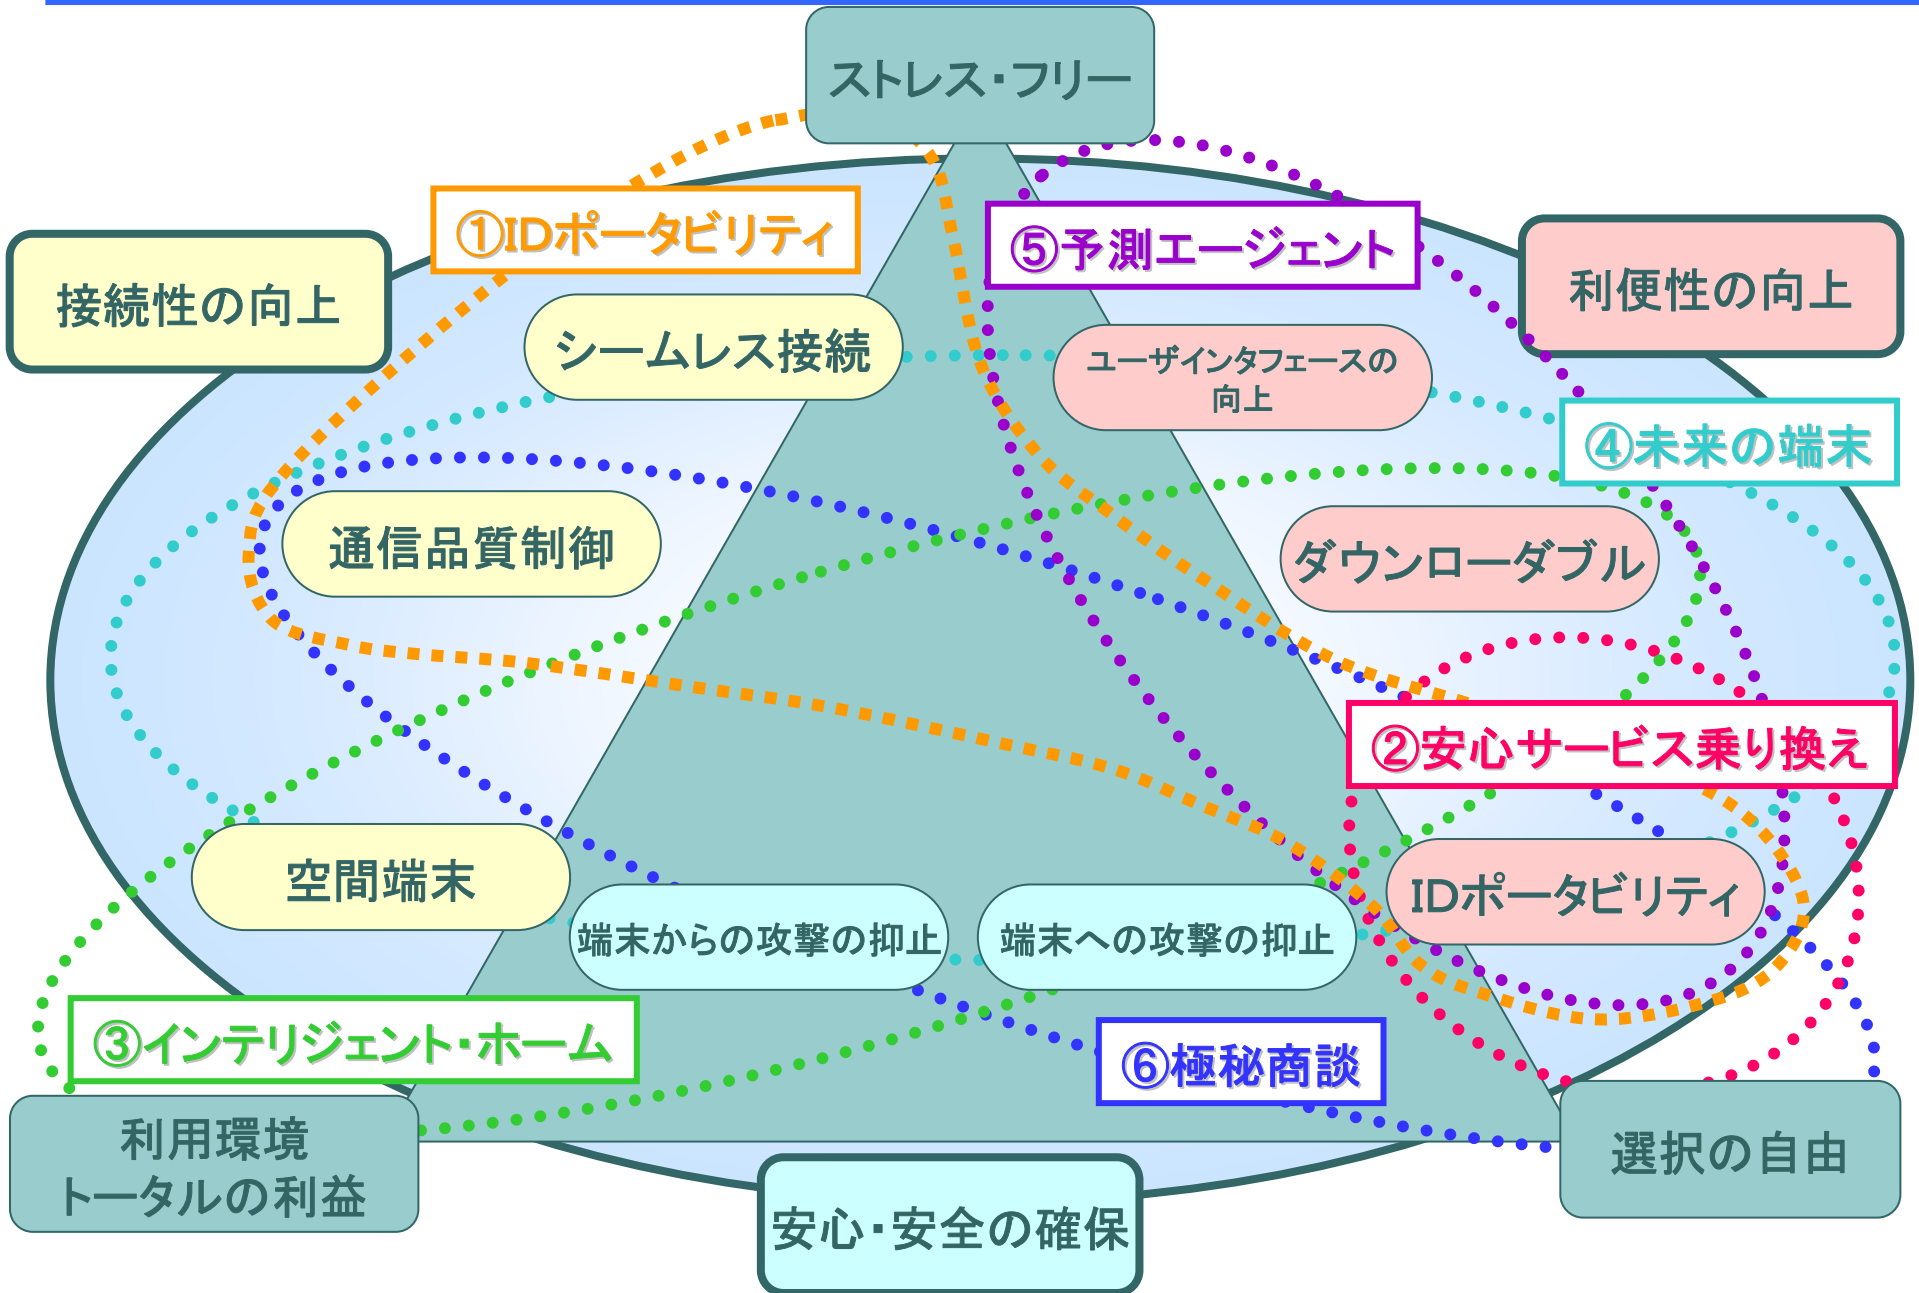 ストレス・フリー
①IDポータビリティ
⑤予測エージェント
接続性の向上
利便性の向上
シームレス接続
ユーザインタフェースの
向上
④未来の端末
通信品質制御
ダウンローダブル
②安心サービス乗り換え
空間端末
IDポータビリティ
端末からの攻撃の抑止
端末への攻撃の抑止
③インテリジェント・ホーム
⑥極秘商談
利用環境
トータルの利益
選択の自由
安心・安全の確保